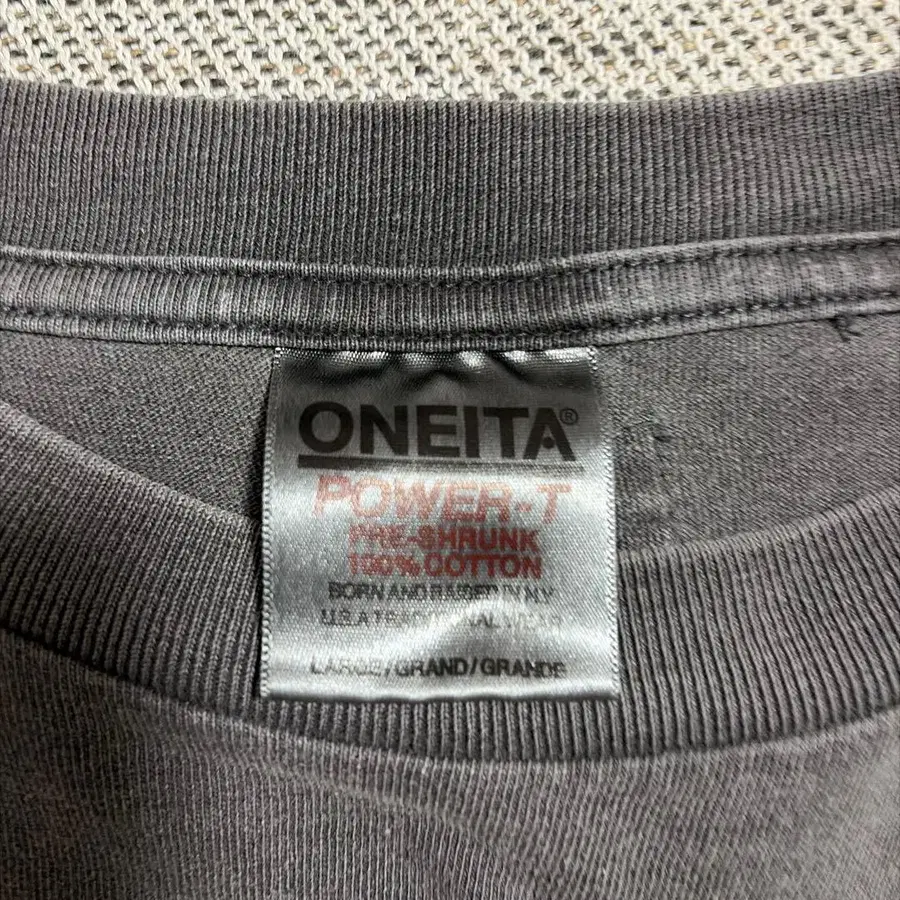 ONEITA®
POWER-T
PRE-SHRUNK
100% COTTON
BORN AND RAISED IN N.Y
U.S.A TRADITIONAL WEAR
LARGE/GRAND/GRANDE